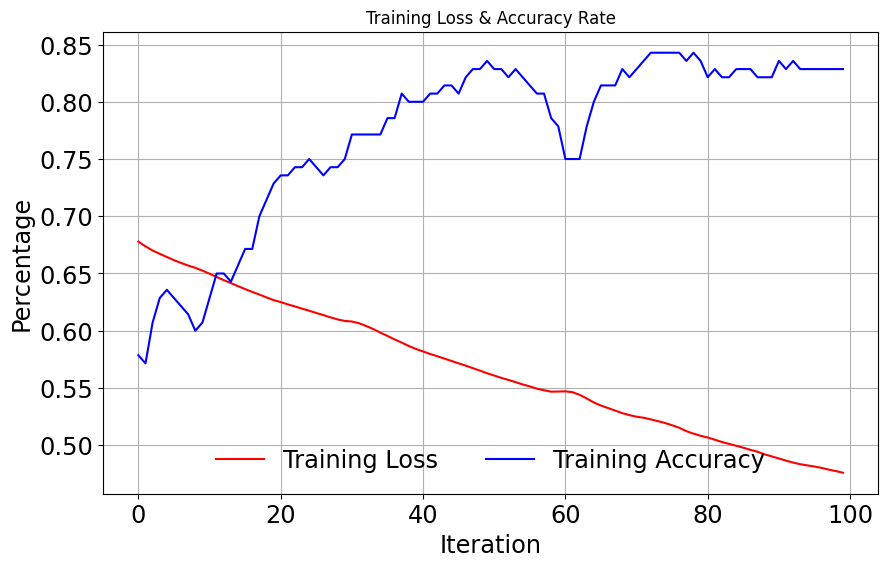 Training Loss & Accuracy Rate
0.85
0.80
0.75
0.70
0.65
0.60
0.55
0.50
Percentage
Training Loss Training Accuracy
0 20 40 60 80 100
Iteration